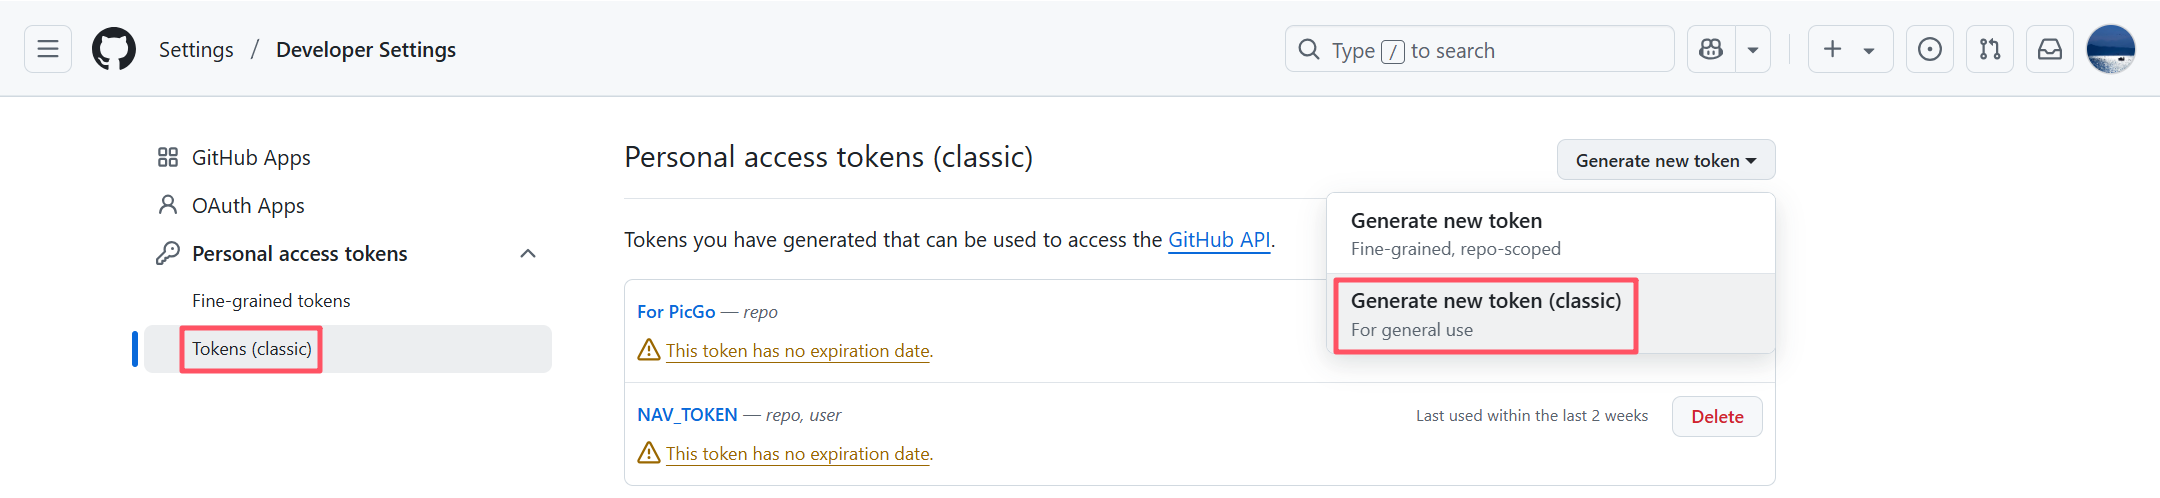 Settings / Developer Settings
Type / to search
GitHub Apps
OAuth Apps
Personal access tokens
Fine-grained tokens
Tokens (classic)
Personal access tokens (classic)
Generate new token
Generate new token
Fine-grained, repo-scoped
Generate new token (classic)
For general use
Tokens you have generated that can be used to access the GitHub API.
For PicGo — repo
This token has no expiration date.
NAV_TOKEN — repo, user
Last used within the last 2 weeks
Delete
This token has no expiration date.